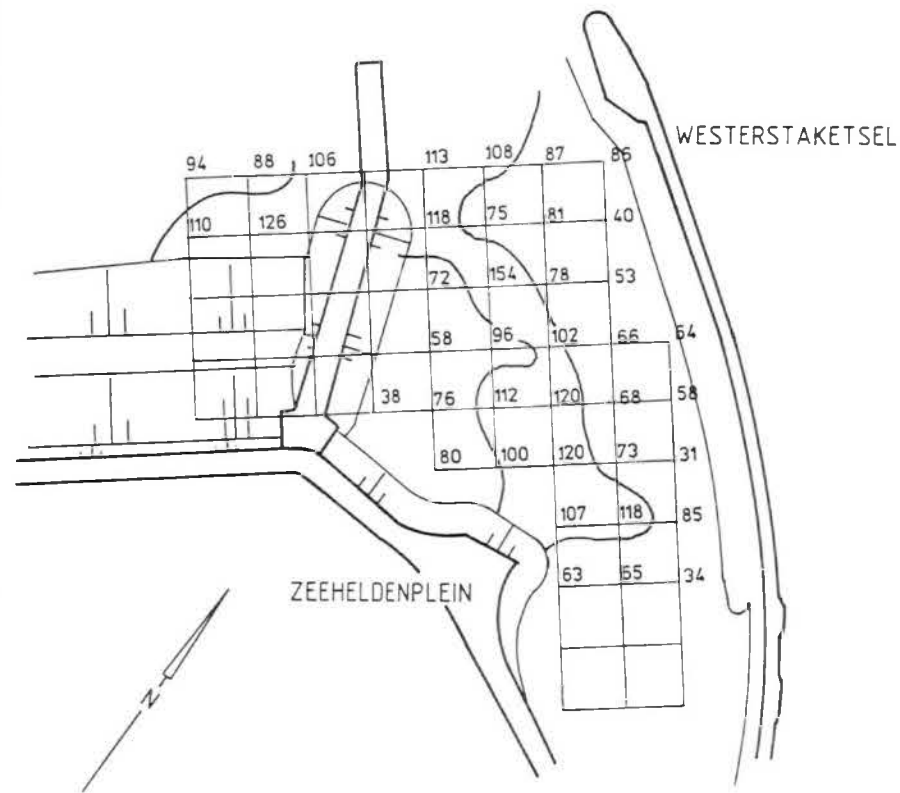 WESTERSTAKETSEL
94 88 106 113 108 87 86
110 126 118 75 81 40
72 154 78 53
58 96 102 66 64
38 76 112 120 68 58
80 100 120 73 31
107 118 85
ZEEHELDENPLEIN
63 65 34
N